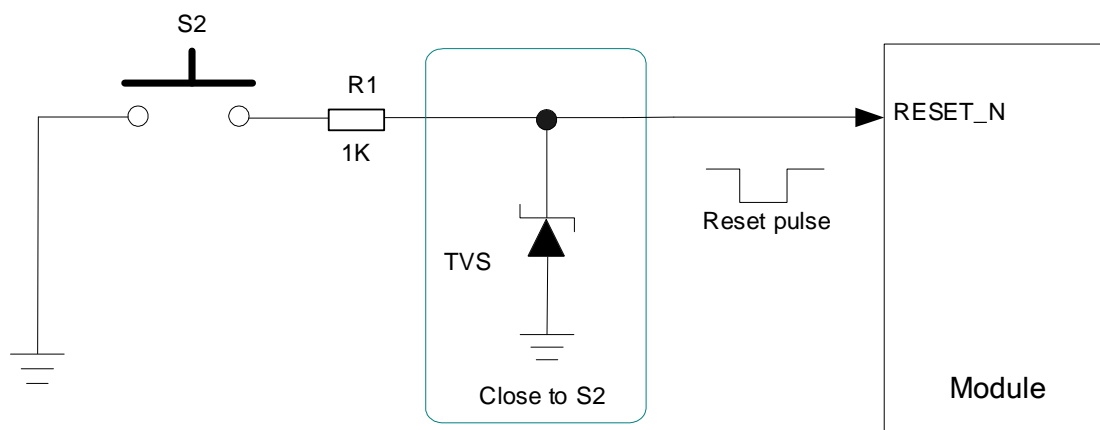 S2
R1
1K
RESET_N
Reset pulse
TVS
Close to S2
Module